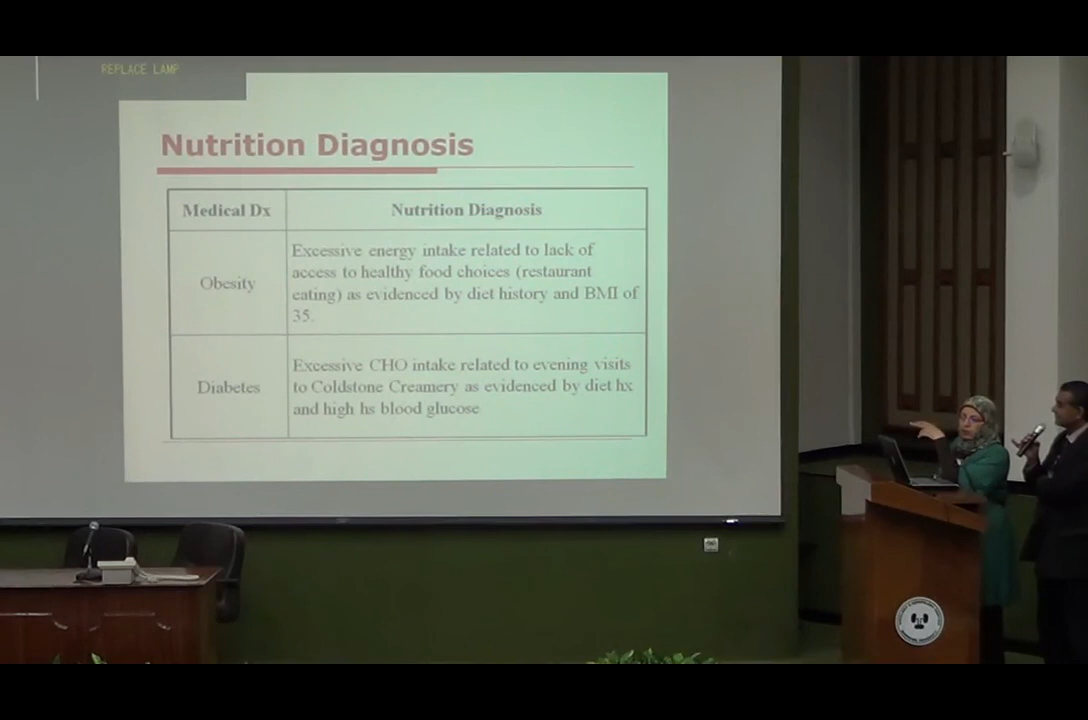 REPLACE LAMP
Nutrition Diagnosis
Medical Dx
Nutrition Diagnosis
Obesity
Excessive energy intake related to lack of
access to healthy food choices (restaurant
eating) as evidenced by diet history and BMI of
35.
Diabetes
Excessive CHO intake related to evening visits
to Coldstone Creamery as evidenced by diet hx
and high hs blood glucose